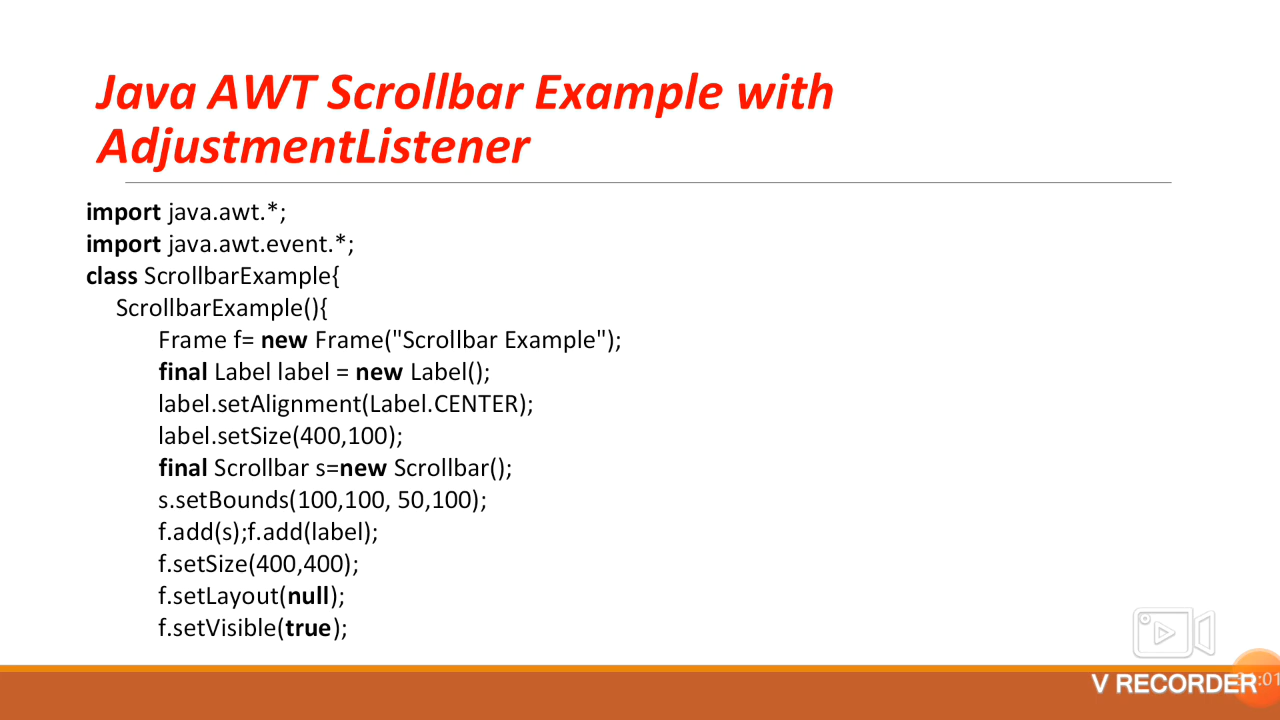 Java AWT Scrollbar Example with
AdjustmentListener
import java.awt.*;
import java.awt.event.*;
class ScrollbarExample{
ScrollbarExample(){
Frame f= new Frame("Scrollbar Example");
final Label label = new Label();
label.setAlignment(Label.CENTER);
label.setSize(400,100);
final Scrollbar s=new Scrollbar();
s.setBounds(100,100, 50,100);
f.add(s);f.add(label);
f.setSize(400,400);
f.setLayout(null);
f.setVisible(true);
V RECORDER